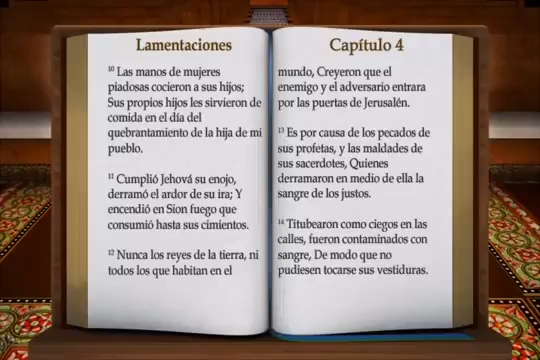 Lamentaciones
10 Las manos de mujeres
piadosas cocieron a sus hijos;
Sus propios hijos les sirvieron de
comida en el día del
quebrantamiento de la hija de mi
pueblo.
11 Cumplió Jehová su enojo,
derramó el ardor de su ira; Y
encendió en Sion fuego que
consumió hasta sus cimientos.
12 Nunca los reyes de la tierra, ni
todos los que habitan en el
Capítulo 4
mundo, Creyeron que el
enemigo y el adversario entrara
por las puertas de Jerusalén.
13 Es por causa de los pecados de
sus profetas, y las maldades de
sus sacerdotes, Quienes
derramaron en medio de ella la
sangre de los justos.
14 Titubearon como ciegos en las
calles, fueron contaminados con
sangre, De modo que no
pudiesen tocarse sus vestiduras.